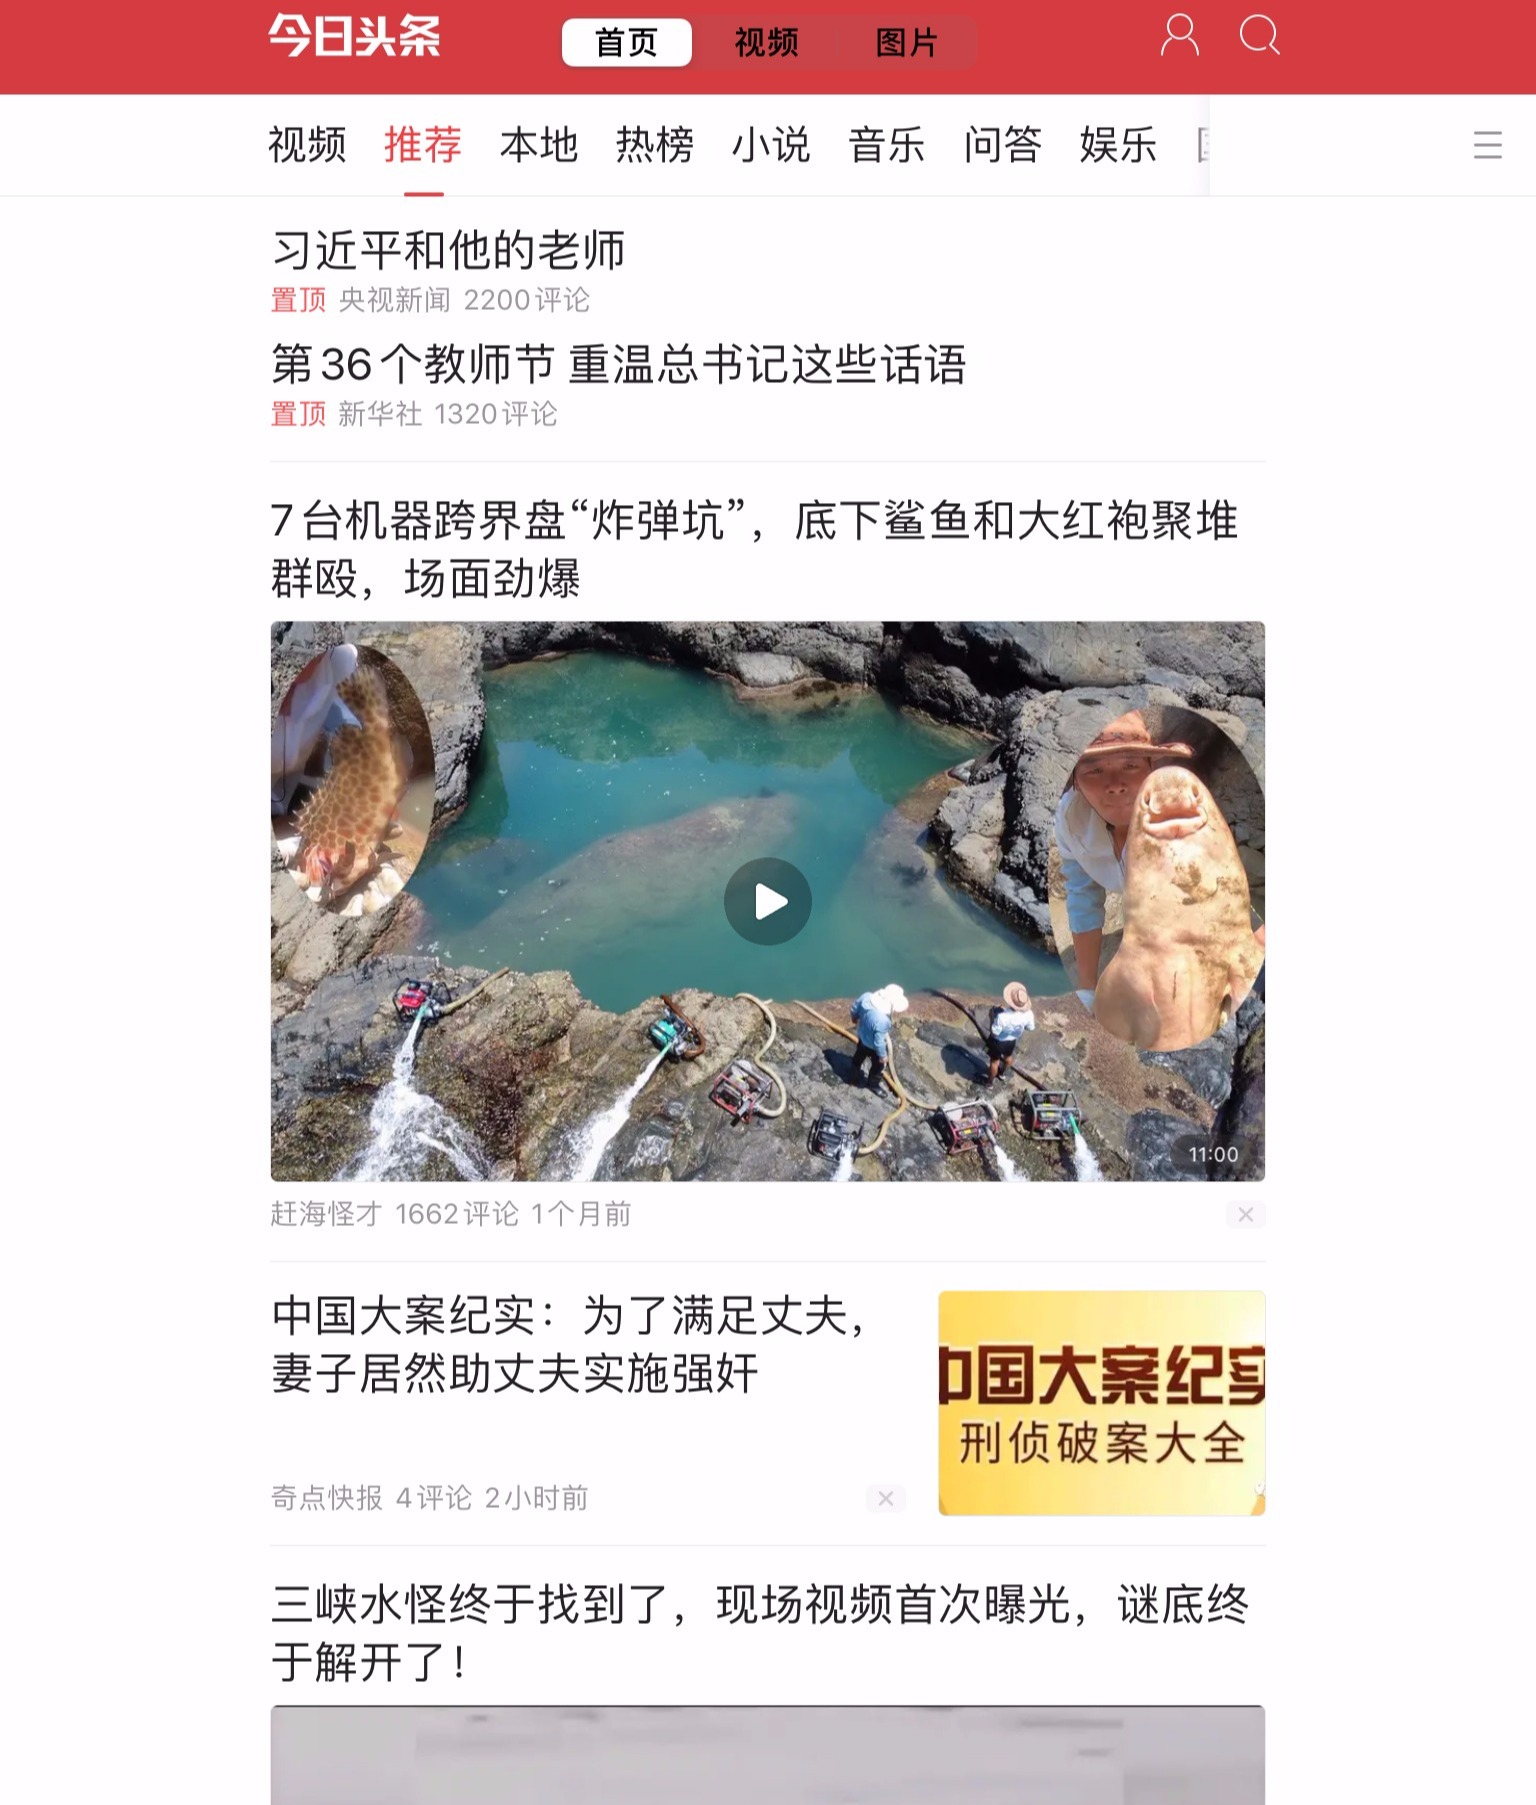 今日头条
首页 视频 图片
视频 推荐 本地 热榜 小说 音乐 问答 娱乐
习近平和他的老师
置顶 央视新闻 2200评论
第36个教师节 重温总书记这些话语
置顶 新华社 1320评论
7台机器跨界盘“炸弹坑”，底下鲨鱼和大红袍聚堆
群殴，场面劲爆
11:00
赶海怪才 1662评论 1个月前
中国大案纪实：为了满足丈夫，
妻子居然助丈夫实施强奸
中国大案纪实
刑侦破案大全
奇点快报 4评论 2小时前
三峡水怪终于找到了，现场视频首次曝光，谜底终
于解开了！